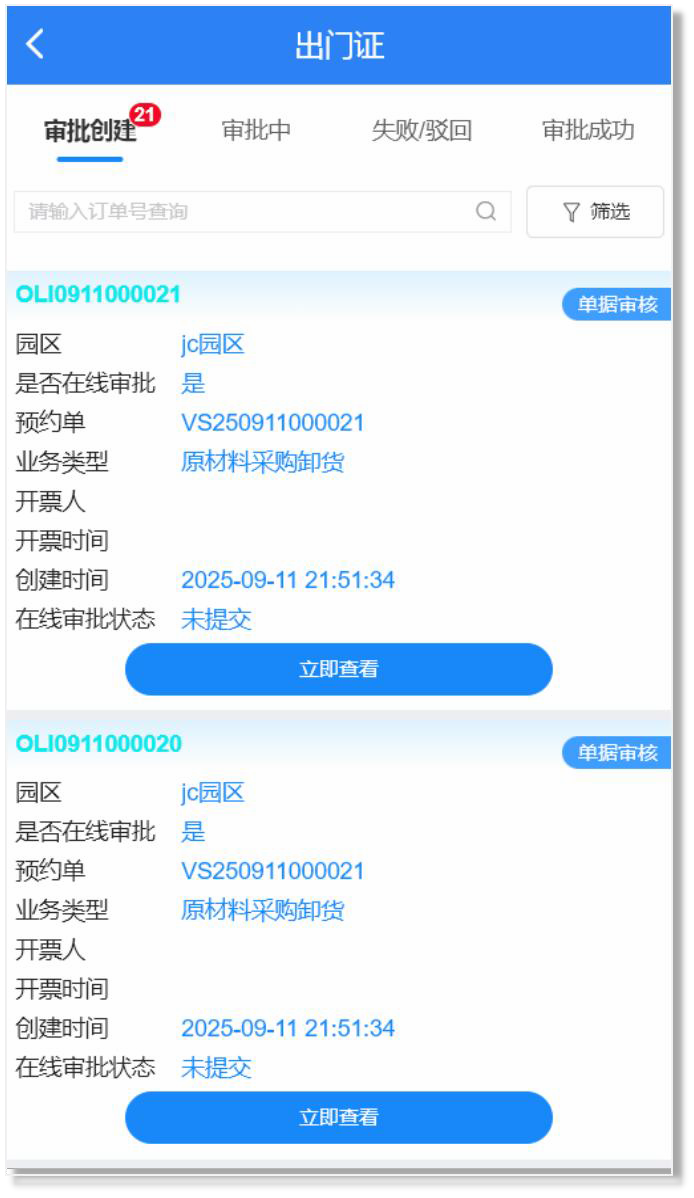 出门证
审批创建 21 审批中 失败/驳回 审批成功
请输入订单号查询 筛选
OLI0911000021 单据审核
园区 jc园区
是否在线审批 是
预约单 VS250911000021
业务类型 原材料采购卸货
开票人
开票时间
创建时间 2025-09-11 21:51:34
在线审批状态 未提交
立即查看
OLI0911000020 单据审核
园区 jc园区
是否在线审批 是
预约单 VS250911000021
业务类型 原材料采购卸货
开票人
开票时间
创建时间 2025-09-11 21:51:34
在线审批状态 未提交
立即查看